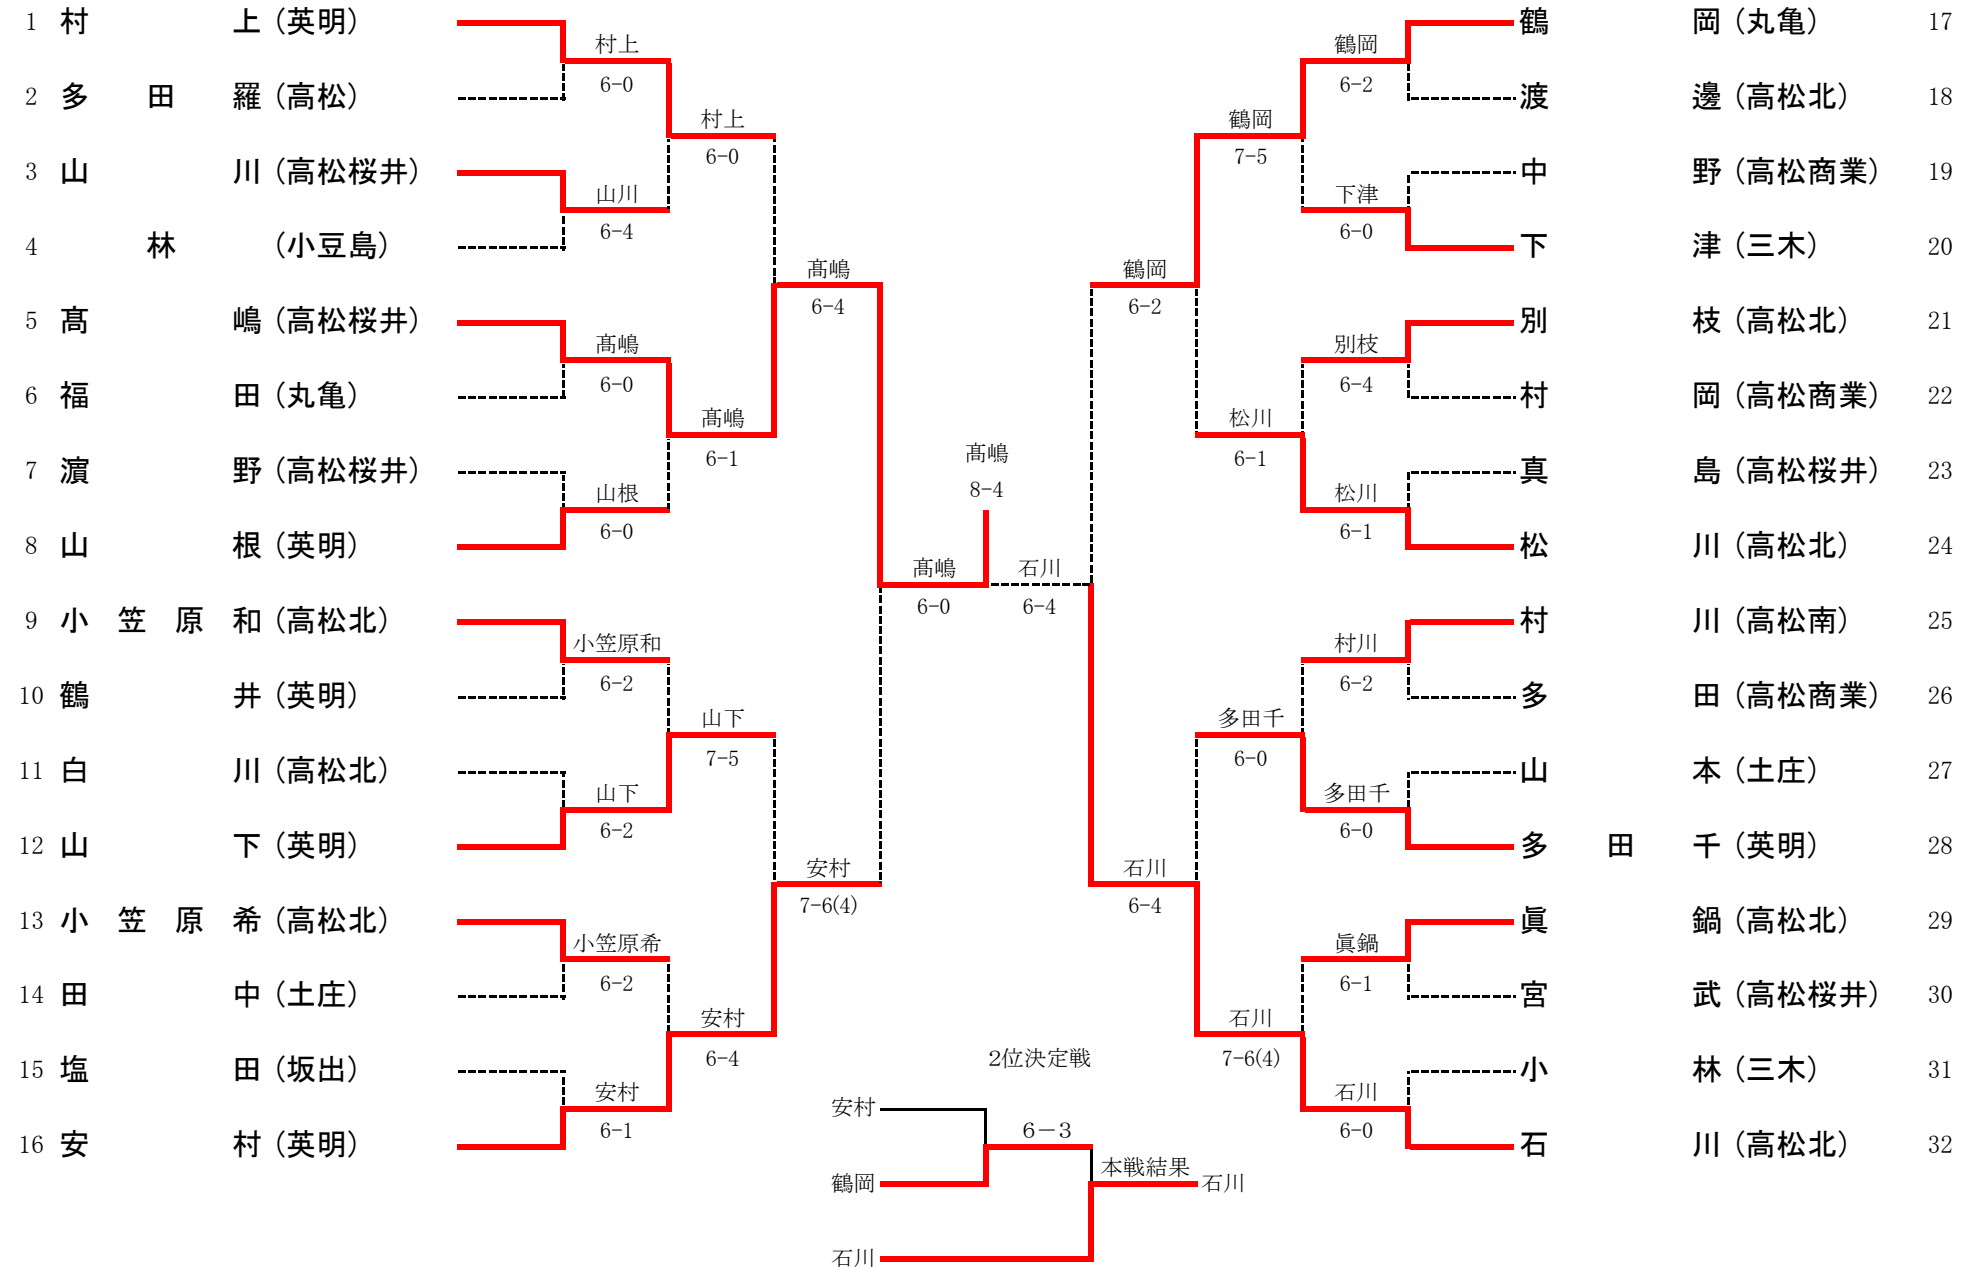 1 村上（英明）
2 多田羅（高松）
3 山川（高松桜井）
4 林（小豆島）
5 髙嶋（高松桜井）
6 福田（丸亀）
7 濵野（高松桜井）
8 山根（英明）
9 小笠原和（高松北）
10 鶴井（英明）
11 白川（高松北）
12 山下（英明）
13 小笠原希（高松北）
14 田中（土庄）
15 塩田（坂出）
16 安村（英明）
村上
6-0
山川
6-4
髙嶋
6-0
山根
6-0
小笠原和
6-2
山下
6-2
小笠原希
6-2
安村
6-1
村上
6-0
髙嶋
6-1
山下
7-5
安村
6-4
髙嶋
6-4
安村
7-6(4)
髙嶋
6-0
髙嶋
8-4
石川
6-4
鶴岡
6-2
石川
6-4
鶴岡
7-5
松川
6-1
多田千
6-0
石川
7-6(4)
鶴岡
6-2
下津
6-0
別枝
6-4
松川
6-1
村川
6-2
多田千
6-0
眞鍋
6-1
石川
6-0
鶴岡（丸亀） 17
渡邊（高松北） 18
中野（高松商業） 19
下津（三木） 20
別枝（高松北） 21
村岡（高松商業） 22
真島（高松桜井） 23
松川（高松北） 24
村川（高松南） 25
多田（高松商業） 26
山本（土庄） 27
多田千（英明） 28
眞鍋（高松北） 29
宮武（高松桜井） 30
小林（三木） 31
石川（高松北） 32
2位決定戦
安村
6－3
鶴岡
本戦結果
石川
石川